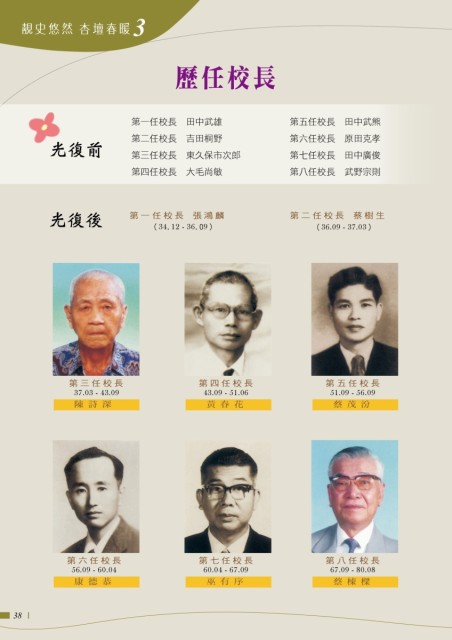 靚史悠然 杏壇春暖 3
歷任校長
光復前
第一任校長 田中武雄
第二任校長 吉田桐野
第三任校長 東久保市次郎
第四任校長 大毛尚敏
第五任校長 田中武熊
第六任校長 原田克孝
第七任校長 田中廣俊
第八任校長 武野宗則
光復後
第一任校長 張鴻麟
(34.12 - 36.09)
第二任校長 蔡樹生
(36.09 - 37.03)
第三任校長
37.03 - 43.09
陳詩深
第四任校長
43.09 - 51.06
黃春花
第五任校長
51.09 - 56.09
蔡茂汾
第六任校長
56.09 - 60.04
康德恭
第七任校長
60.04 - 67.09
巫有序
第八任校長
67.09 - 80.08
蔡棟樑
38